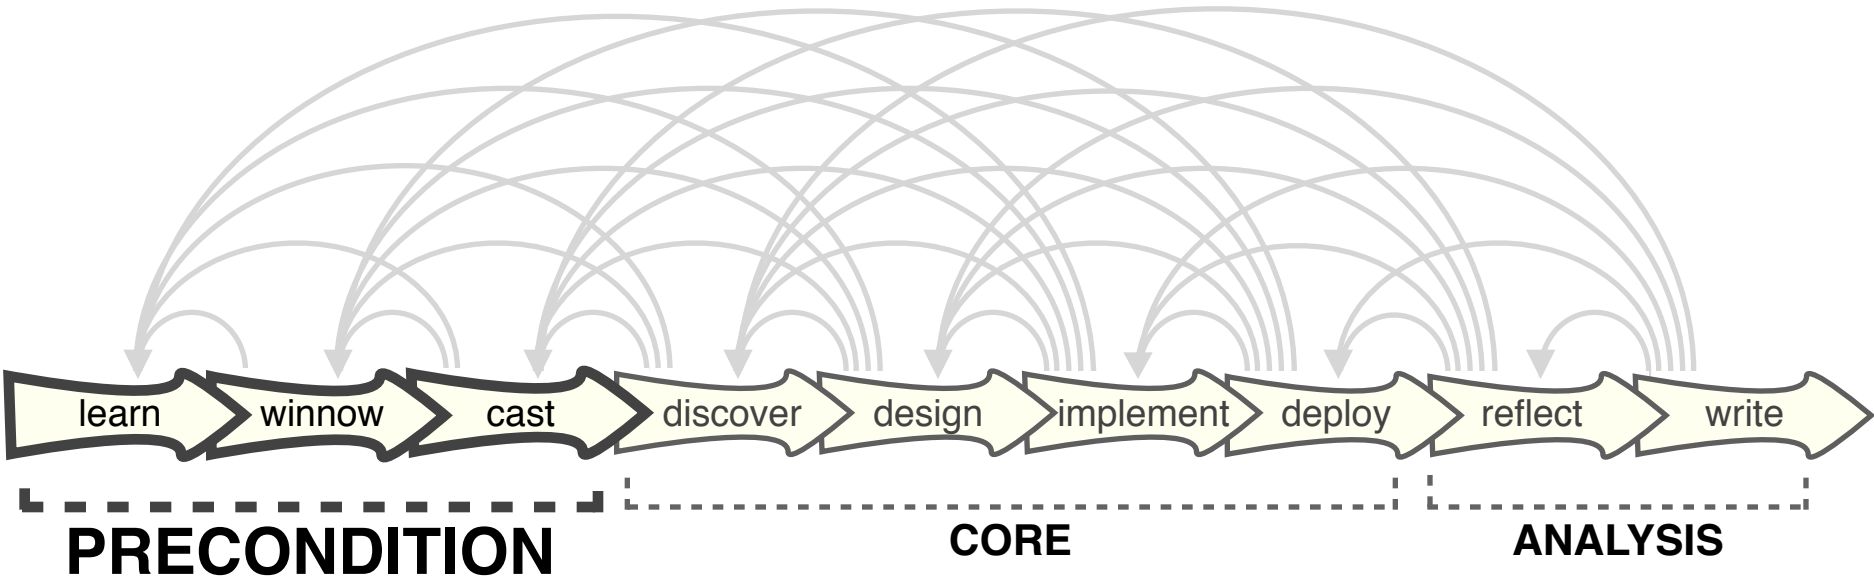 learn winnow cast discover design implement deploy reflect write
PRECONDITION CORE ANALYSIS